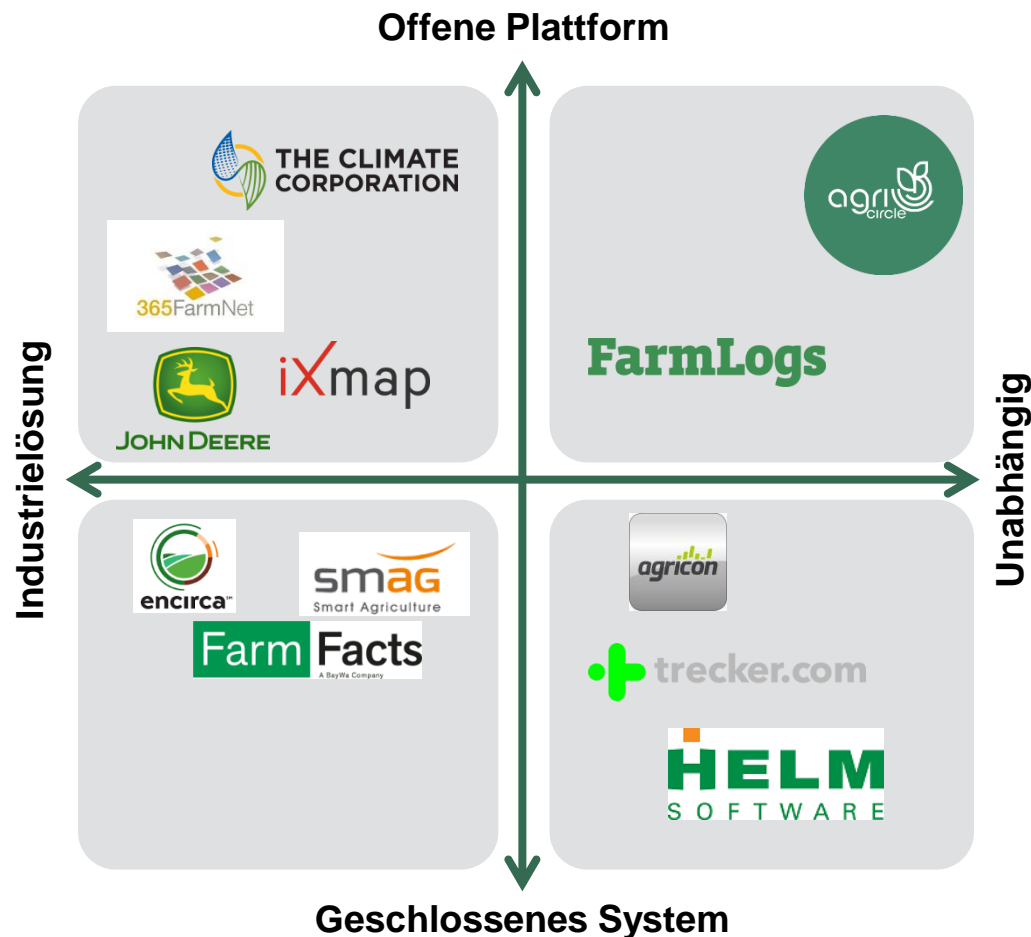 Offene Plattform
THE CLIMATE
CORPORATION
agri
circle
365FarmNet
FarmLogs
iXmap
JOHN DEERE
Industrielösung
Unabhängig
encirca℠
smag
Smart Agriculture
agricon
Farm Facts
A BayWa Company
trecker.com
HELM
SOFTWARE
Geschlossenes System